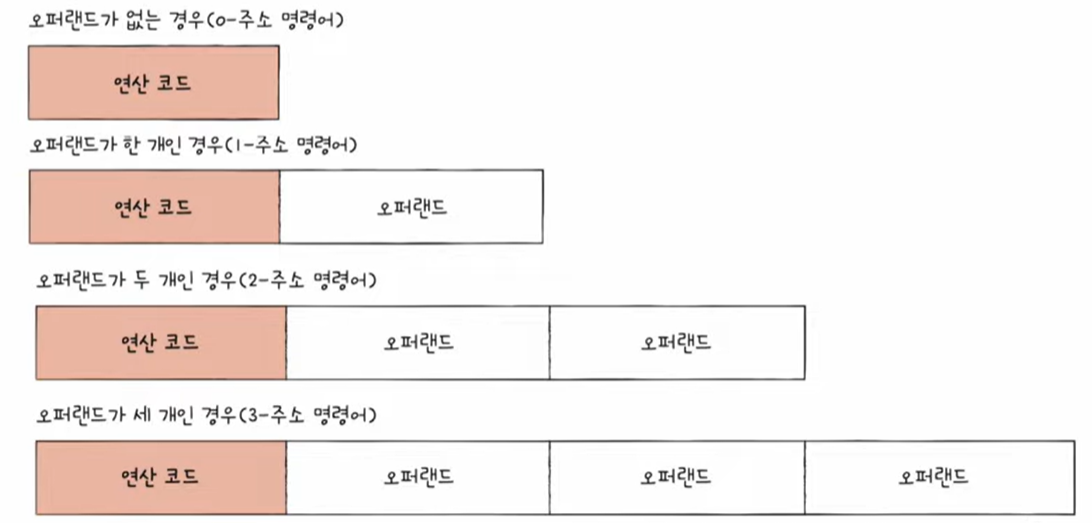 오퍼랜드가 없는 경우(0-주소 명령어)
연산 코드
오퍼랜드가 한 개인 경우(1-주소 명령어)
연산 코드 오퍼랜드
오퍼랜드가 두 개인 경우(2-주소 명령어)
연산 코드 오퍼랜드 오퍼랜드
오퍼랜드가 세 개인 경우(3-주소 명령어)
연산 코드 오퍼랜드 오퍼랜드 오퍼랜드